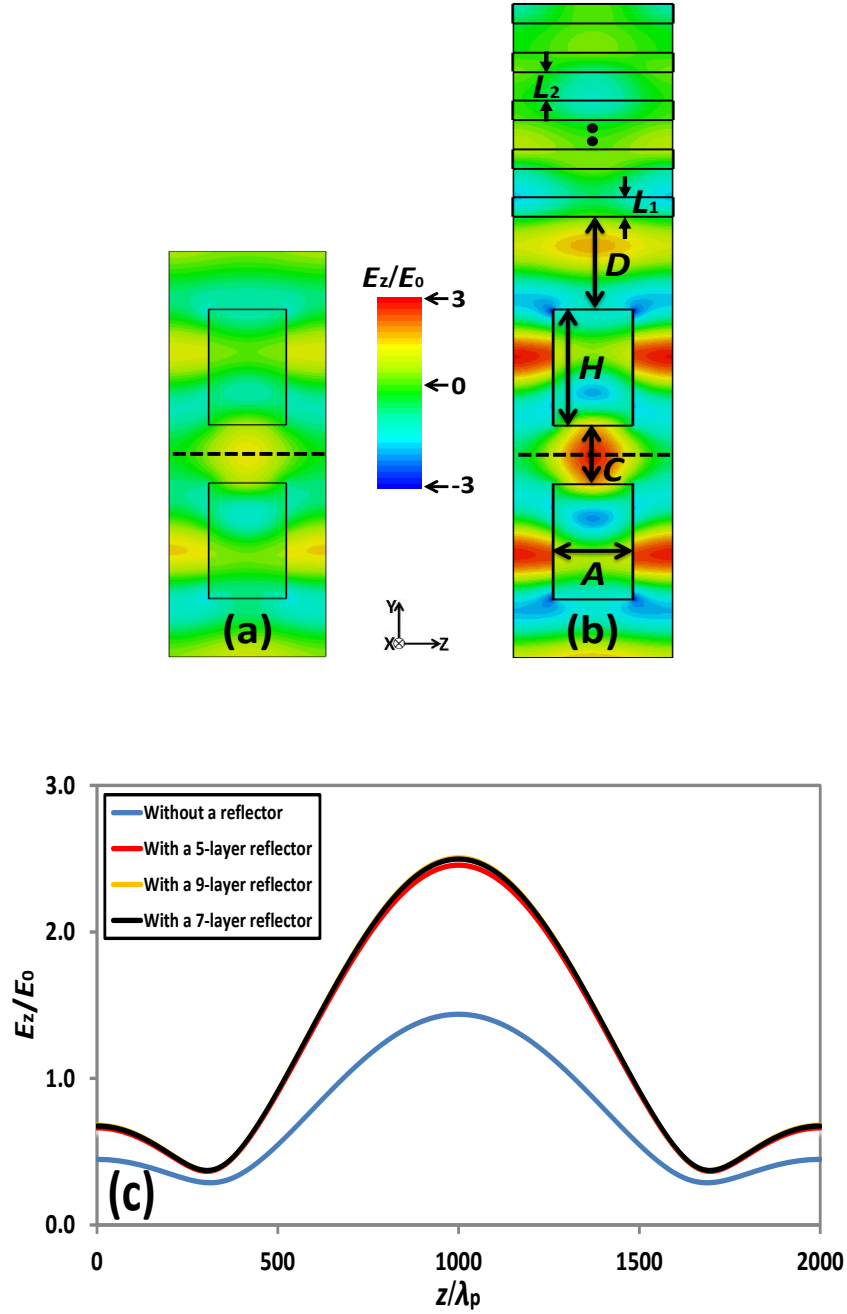 L2
L1
D
Ez/E0
3
0
-3
H
C
A
(a)
(b)
Y
X
Z
3.0
2.0
1.0
0.0
Without a reflector
With a 5-layer reflector
With a 9-layer reflector
With a 7-layer reflector
Ez/E0
(c)
0
500
1000
1500
2000
z/λp